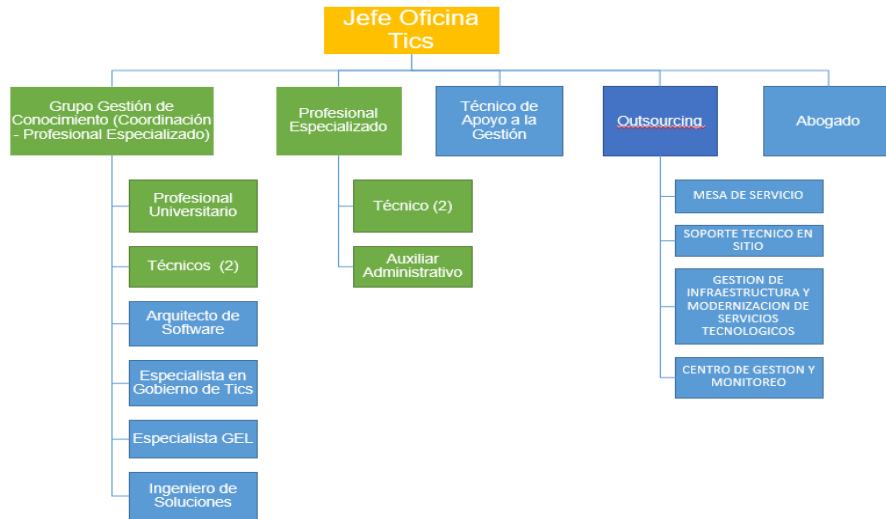 Jefe Oficina
Tics
Grupo Gestión de
Conocimiento (Coordinación
- Profesional Especializado)
Profesional
Especializado
Técnico de
Apoyo a la
Gestión
Outsourcing
Abogado
Profesional
Universitario
Técnicos (2)
Arquitecto de
Software
Especialista en
Gobierno de Tics
Especialista GEL
Ingeniero de
Soluciones
Técnico (2)
Auxiliar
Administrativo
MESA DE SERVICIO
SOPORTE TECNICO EN
SITIO
GESTION DE
INFRAESTRUCTURA Y
MODERNIZACION DE
SERVICIOS
TECNOLOGICOS
CENTRO DE GESTION Y
MONITOREO